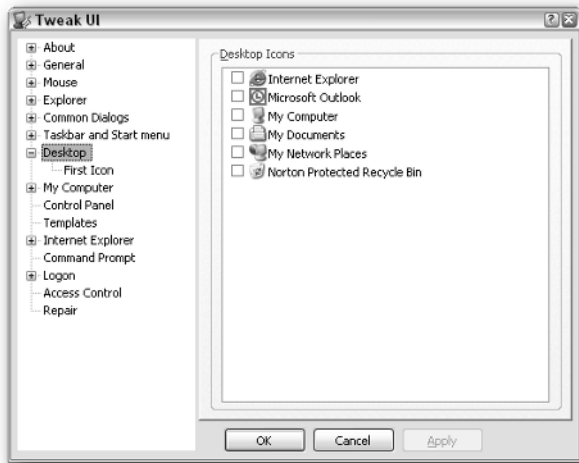 Tweak UI
About
General
Mouse
Explorer
Common Dialogs
Taskbar and Start menu
Desktop
First Icon
My Computer
Control Panel
Templates
Internet Explorer
Command Prompt
Logon
Access Control
Repair
Desktop Icons
Internet Explorer
Microsoft Outlook
My Computer
My Documents
My Network Places
Norton Protected Recycle Bin
OK
Cancel
Apply